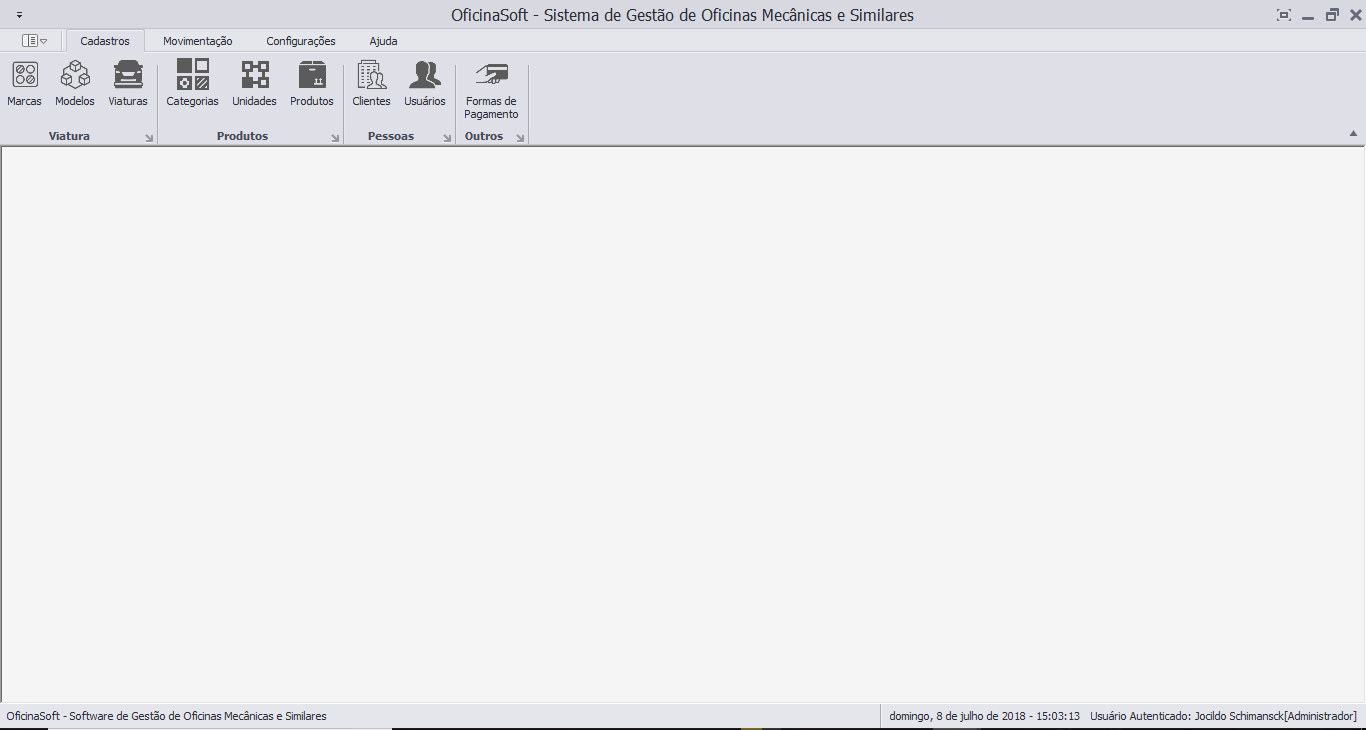 OficinaSoft - Sistema de Gestão de Oficinas Mecânicas e Similares
Cadastros Movimentação Configurações Ajuda
Marcas Modelos Viaturas Categorias Unidades Produtos Clientes Usuários Formas de
Pagamento
Viatura Produtos Pessoas Outros
OficinaSoft - Software de Gestão de Oficinas Mecânicas e Similares domingo, 8 de julho de 2018 - 15:03:13 Usuário Autenticado: Jocildo Schimansck[Administrador]